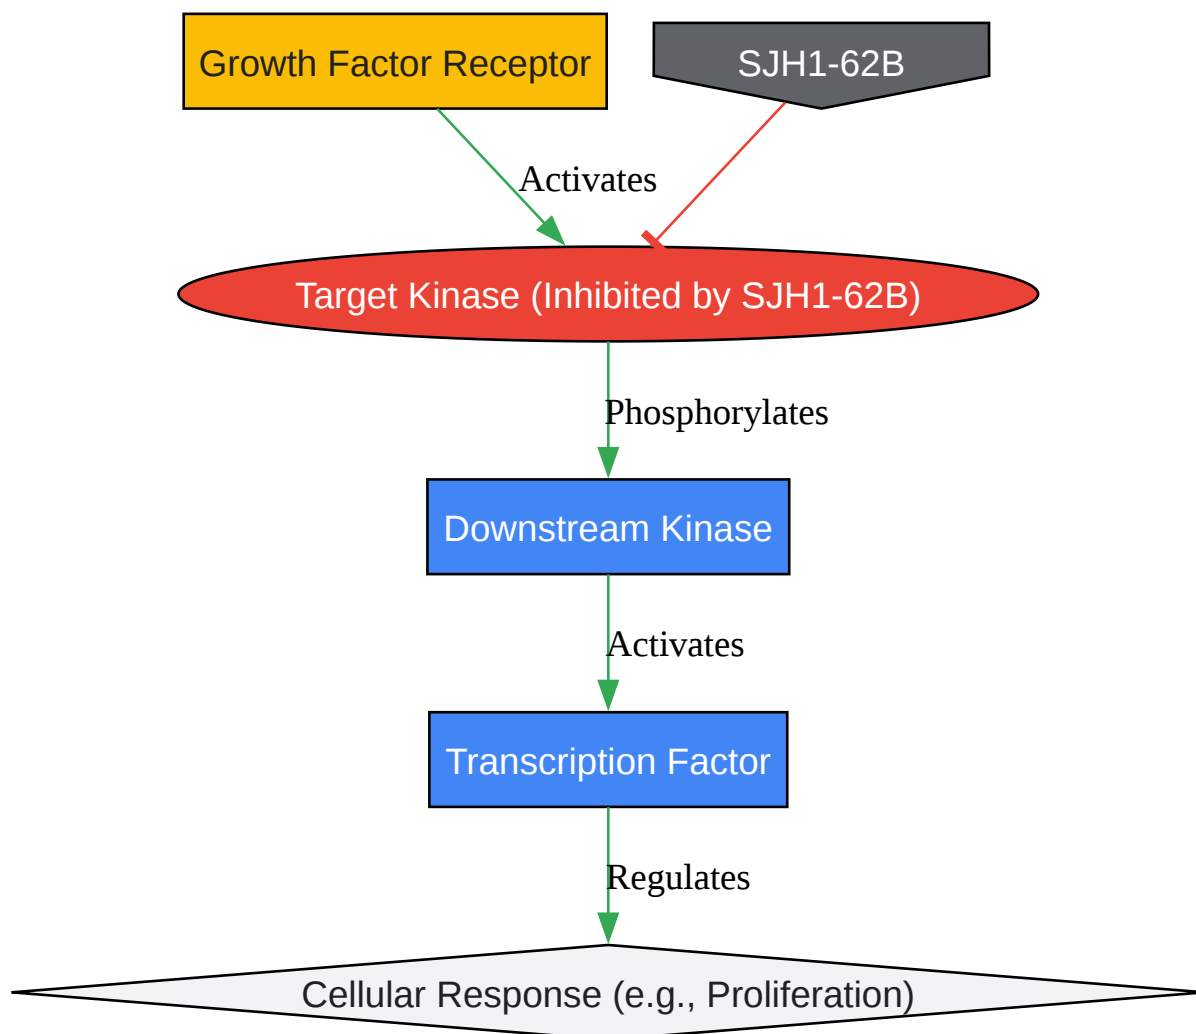 Growth Factor Receptor
SJH1-62B
Activates
Target Kinase (Inhibited by SJH1-62B)
Phosphorylates
Downstream Kinase
Activates
Transcription Factor
Regulates
Cellular Response (e.g., Proliferation)